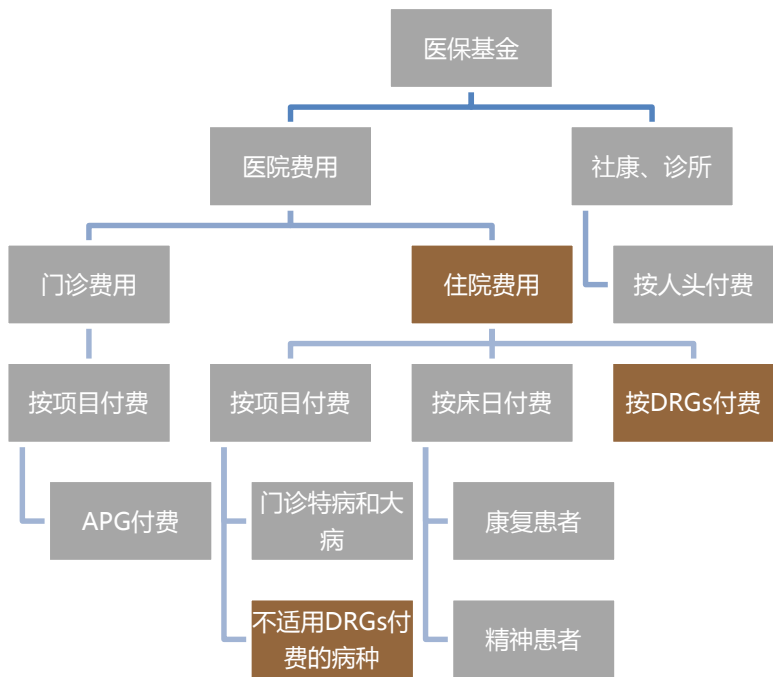 医保基金
医院费用
社康、诊所
门诊费用
住院费用
按人头付费
按项目付费
按项目付费
按床日付费
按DRGs付费
APG付费
门诊特病和大
病
康复患者
不适用DRGs付
费的病种
精神患者